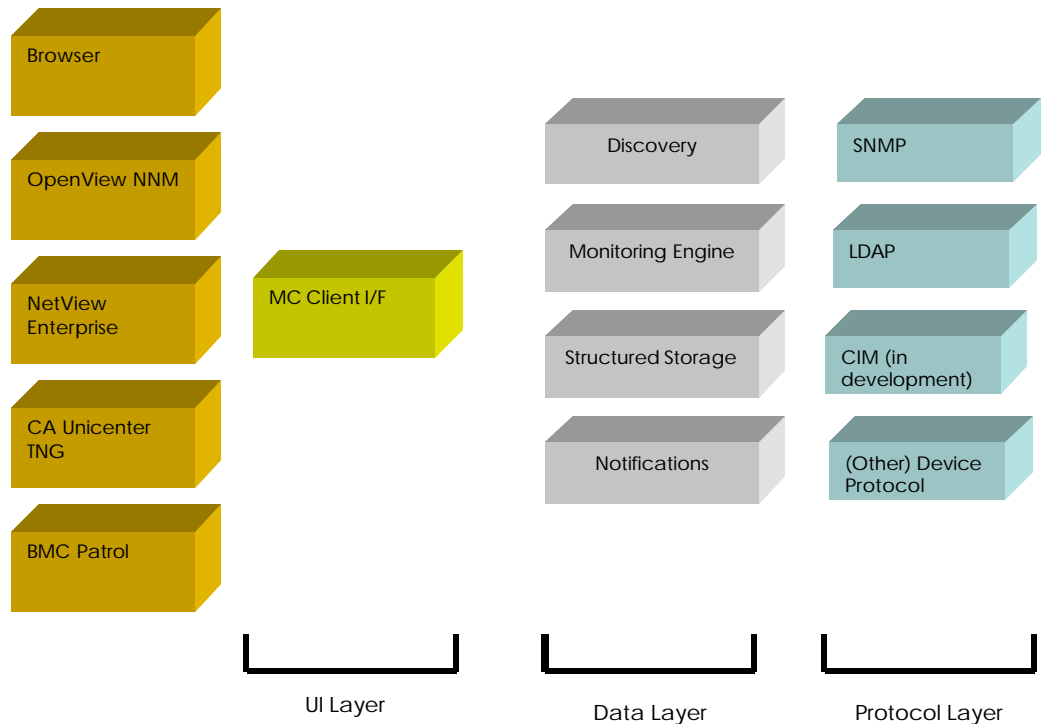 Browser
OpenView NNM
NetView
Enterprise
CA Unicenter
TNG
BMC Patrol
MC Client I/F
Discovery
Monitoring Engine
Structured Storage
Notifications
SNMP
LDAP
CIM (in
development)
(Other) Device
Protocol
UI Layer
Data Layer
Protocol Layer